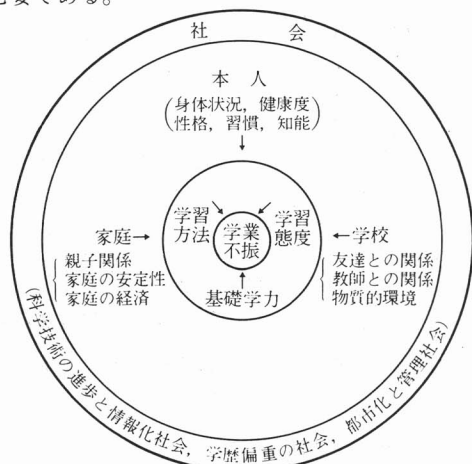 要である。
社会
本人
(身体状況，健康度
性格，習慣，知能)
↓
学習
方法
学業
不振
学習
態度
家庭→
←学校
親子関係
家庭の安定性
家庭の経済
友達との関係
教師との関係
物質的環境
基礎学力
(科学技術の進歩と情報化社会，学歴偏重の社会，都市化と管理社会)